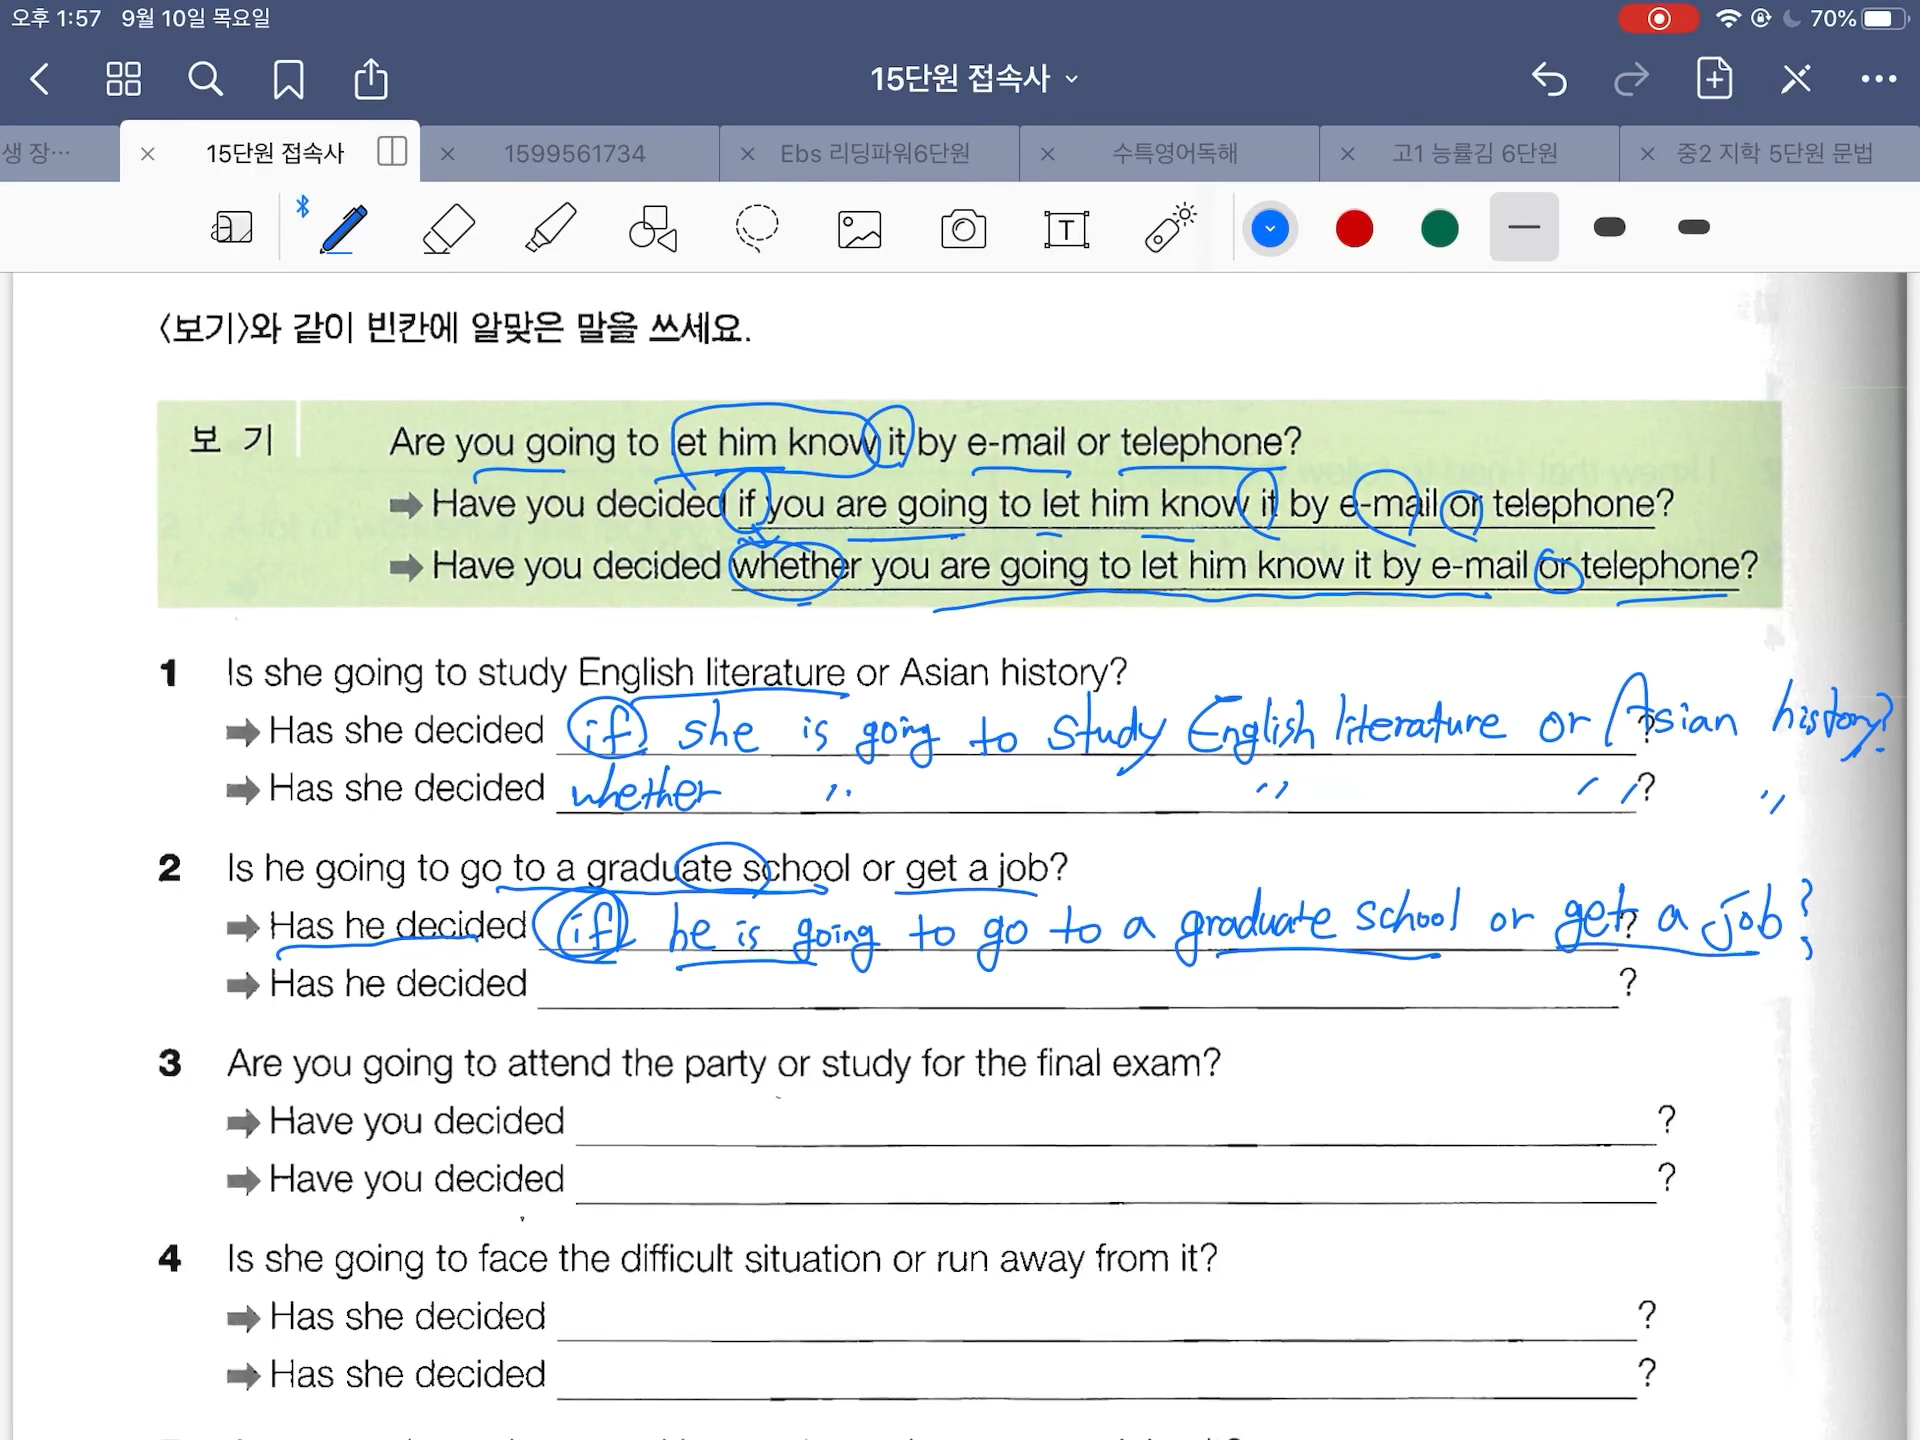 오후 1:57 9월 10일 목요일 70%
15단원 접속사
생 장… 15단원 접속사 1599561734 Ebs 리딩파워6단원 수특영어독해 고1 능률김 6단원 중2 지학 5단원 문법
〈보기〉와 같이 빈칸에 알맞은 말을 쓰세요.
보 기 Are you going to let him know it by e-mail or telephone?
➡ Have you decided if you are going to let him know it by e-mail or telephone?
➡ Have you decided whether you are going to let him know it by e-mail or telephone?
1 Is she going to study English literature or Asian history?
➡ Has she decided if she is going to study English literature or Asian history?
➡ Has she decided whether 〃 〃 〃 ? 〃
2 Is he going to go to a graduate school or get a job?
➡ Has he decided if he is going to go to a graduate school or get a job?
➡ Has he decided ?
3 Are you going to attend the party or study for the final exam?
➡ Have you decided ?
➡ Have you decided ?
4 Is she going to face the difficult situation or run away from it?
➡ Has she decided ?
➡ Has she decided ?